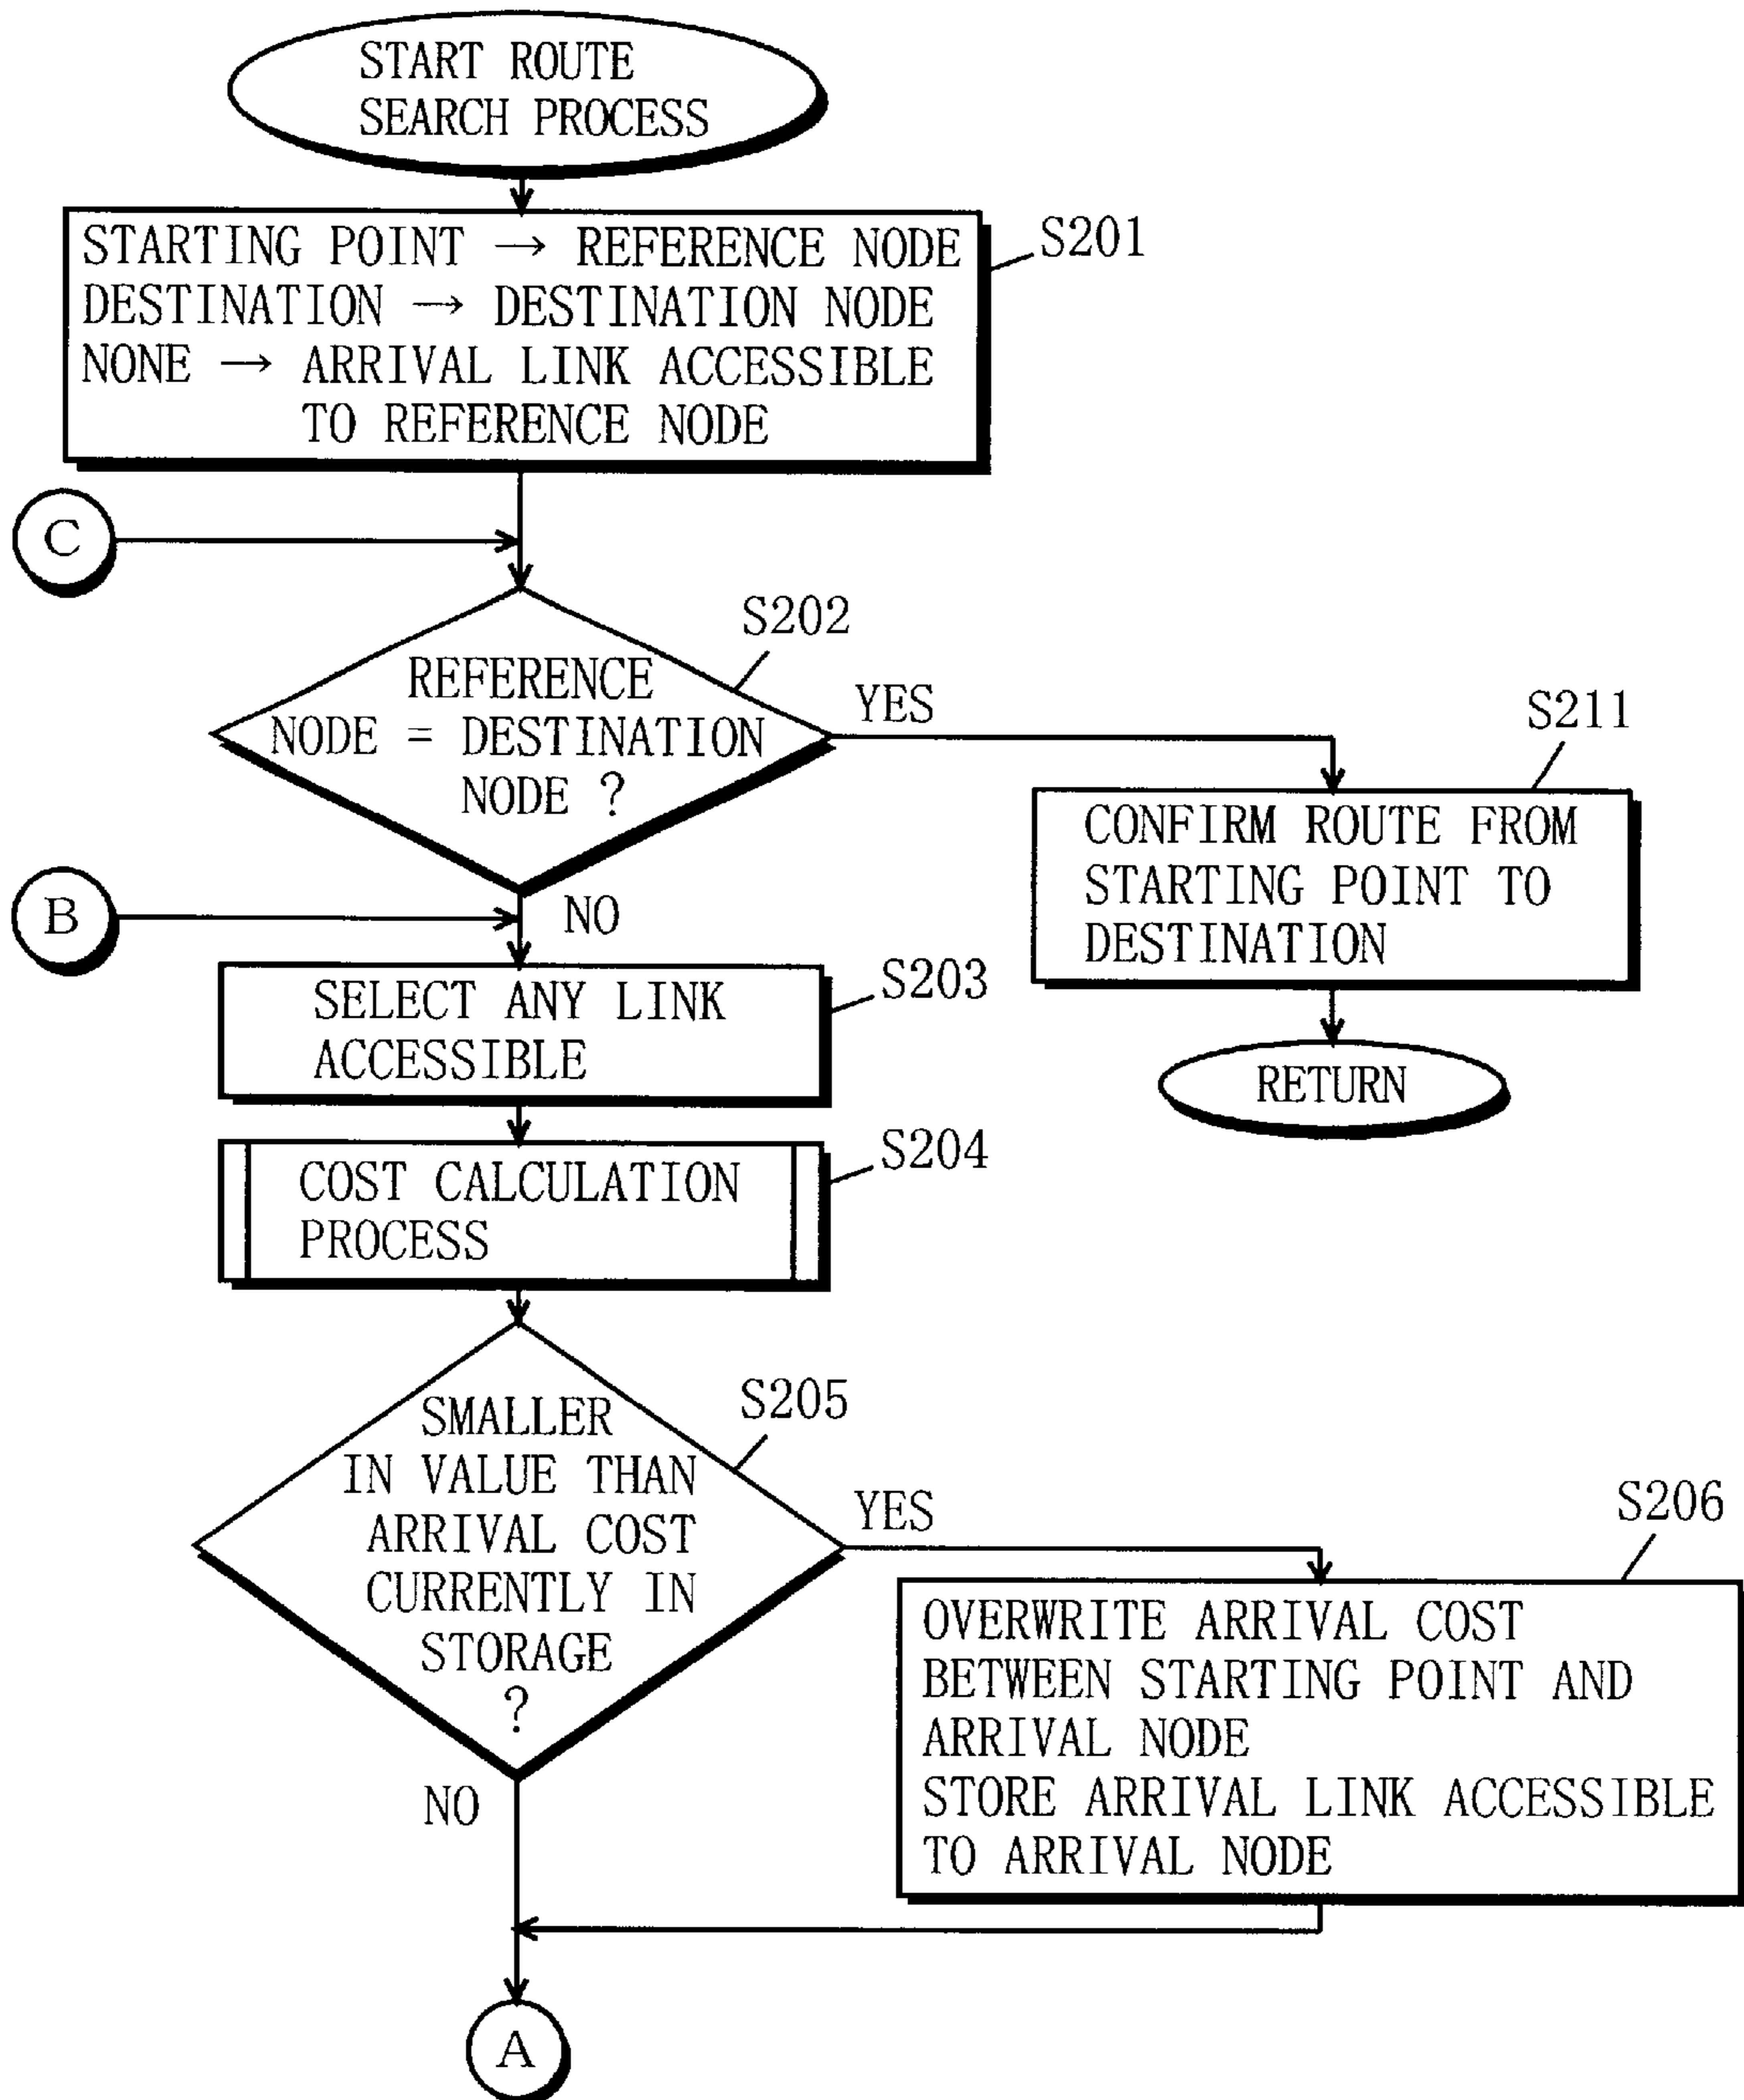 START ROUTE
SEARCH PROCESS
STARTING POINT → REFERENCE NODE
DESTINATION → DESTINATION NODE
NONE → ARRIVAL LINK ACCESSIBLE
TO REFERENCE NODE
S201
C
S202
REFERENCE
NODE = DESTINATION
NODE ?
YES
NO
S211
CONFIRM ROUTE FROM
STARTING POINT TO
DESTINATION
RETURN
B
S203
SELECT ANY LINK
ACCESSIBLE
S204
COST CALCULATION
PROCESS
S205
SMALLER
IN VALUE THAN
ARRIVAL COST
CURRENTLY IN
STORAGE
?
YES
NO
S206
OVERWRITE ARRIVAL COST
BETWEEN STARTING POINT AND
ARRIVAL NODE
STORE ARRIVAL LINK ACCESSIBLE
TO ARRIVAL NODE
A